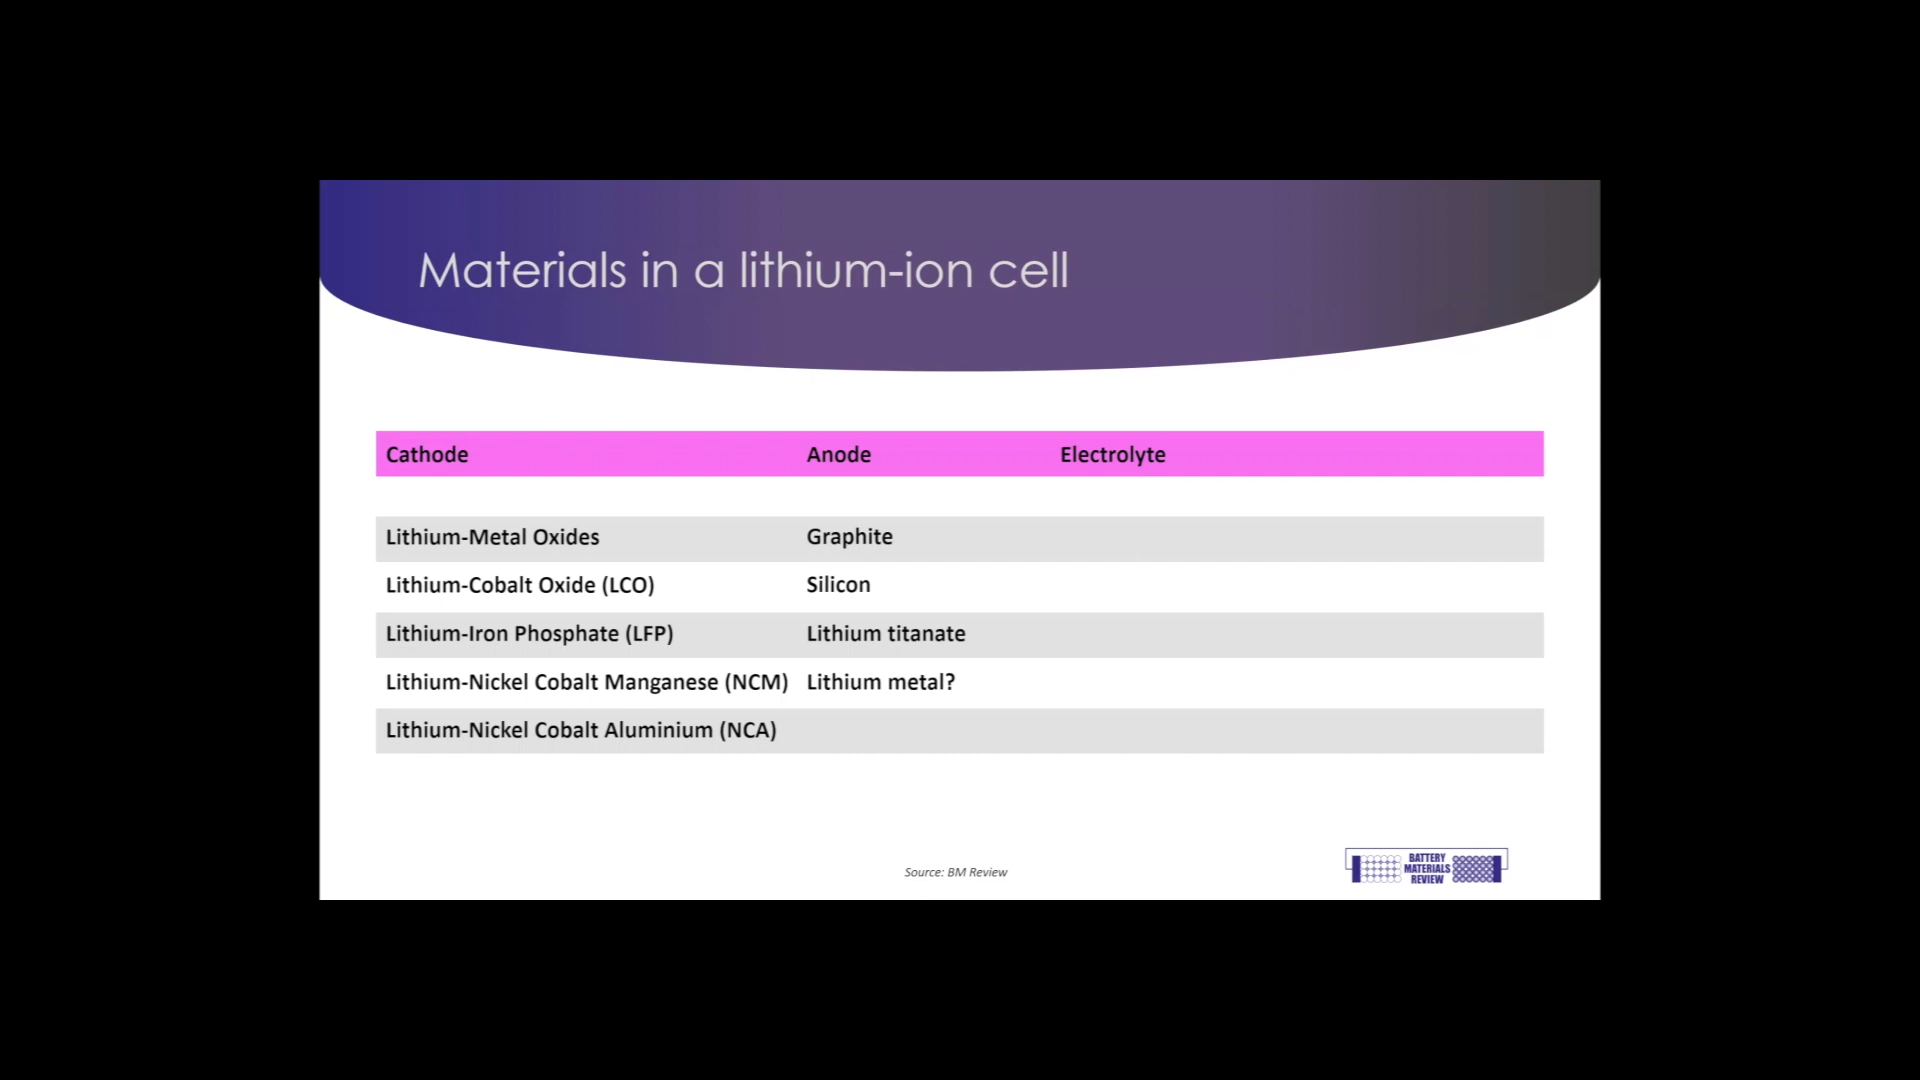 Materials in a lithium-ion cell
Cathode Anode Electrolyte
Lithium-Metal Oxides Graphite
Lithium-Cobalt Oxide (LCO) Silicon
Lithium-Iron Phosphate (LFP) Lithium titanate
Lithium-Nickel Cobalt Manganese (NCM) Lithium metal?
Lithium-Nickel Cobalt Aluminium (NCA)
Source: BM Review
BATTERY
MATERIALS
REVIEW